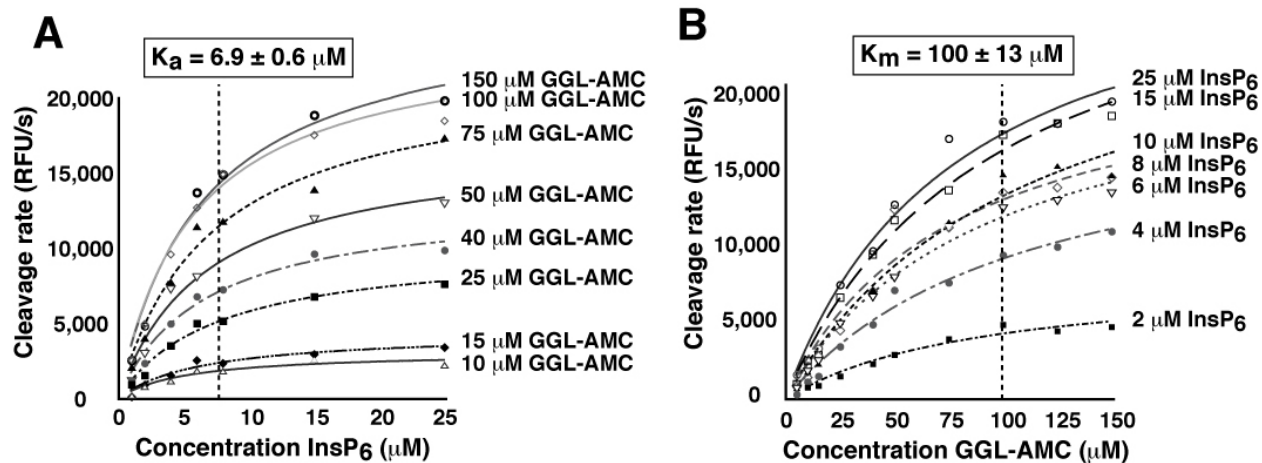 A
Kₐ = 6.9 ± 0.6 µM
Cleavage rate (RFU/s)
20,000
15,000
10,000
5,000
0
0 5 10 15 20 25
Concentration InsP₆ (µM)
150 µM GGL-AMC
100 µM GGL-AMC
75 µM GGL-AMC
50 µM GGL-AMC
40 µM GGL-AMC
25 µM GGL-AMC
15 µM GGL-AMC
10 µM GGL-AMC
B
Kₘ = 100 ± 13 µM
Cleavage rate (RFU/s)
20,000
15,000
10,000
5,000
0
0 25 50 75 100 125 150
Concentration GGL-AMC (µM)
25 µM InsP₆
15 µM InsP₆
10 µM InsP₆
8 µM InsP₆
6 µM InsP₆
4 µM InsP₆
2 µM InsP₆